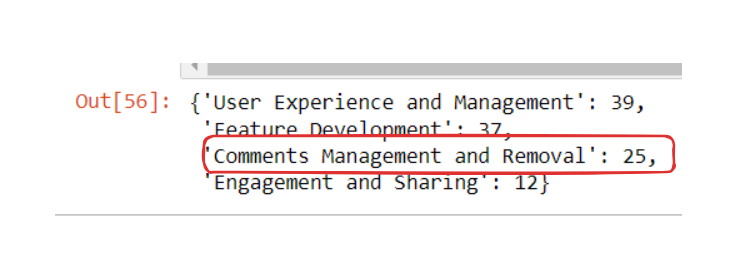 Out[56]: {'User Experience and Management': 39,
'Feature Development': 37,
'Comments Management and Removal': 25,
'Engagement and Sharing': 12}